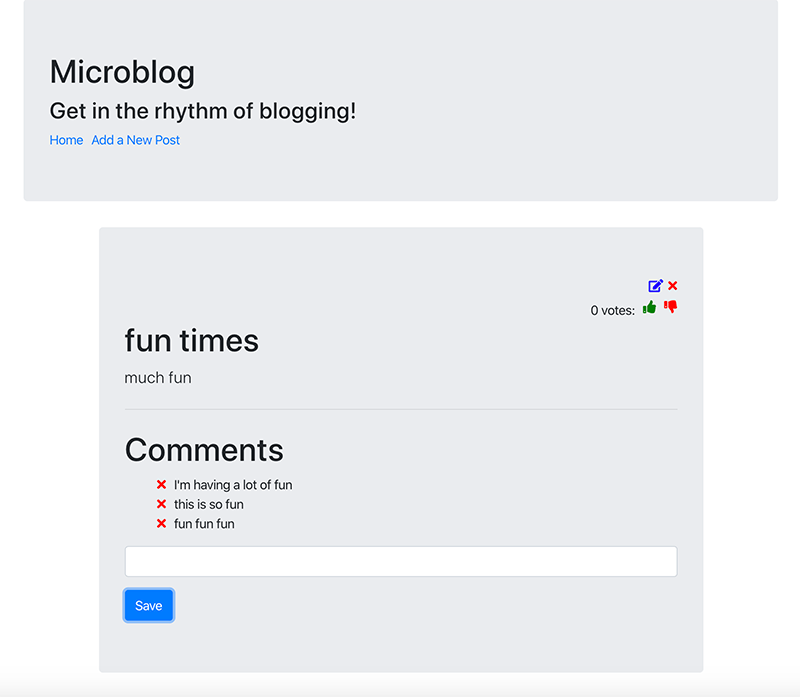 Microblog
Get in the rhythm of blogging!
Home Add a New Post
0 votes:
fun times
much fun
Comments
I'm having a lot of fun
this is so fun
fun fun fun
Save